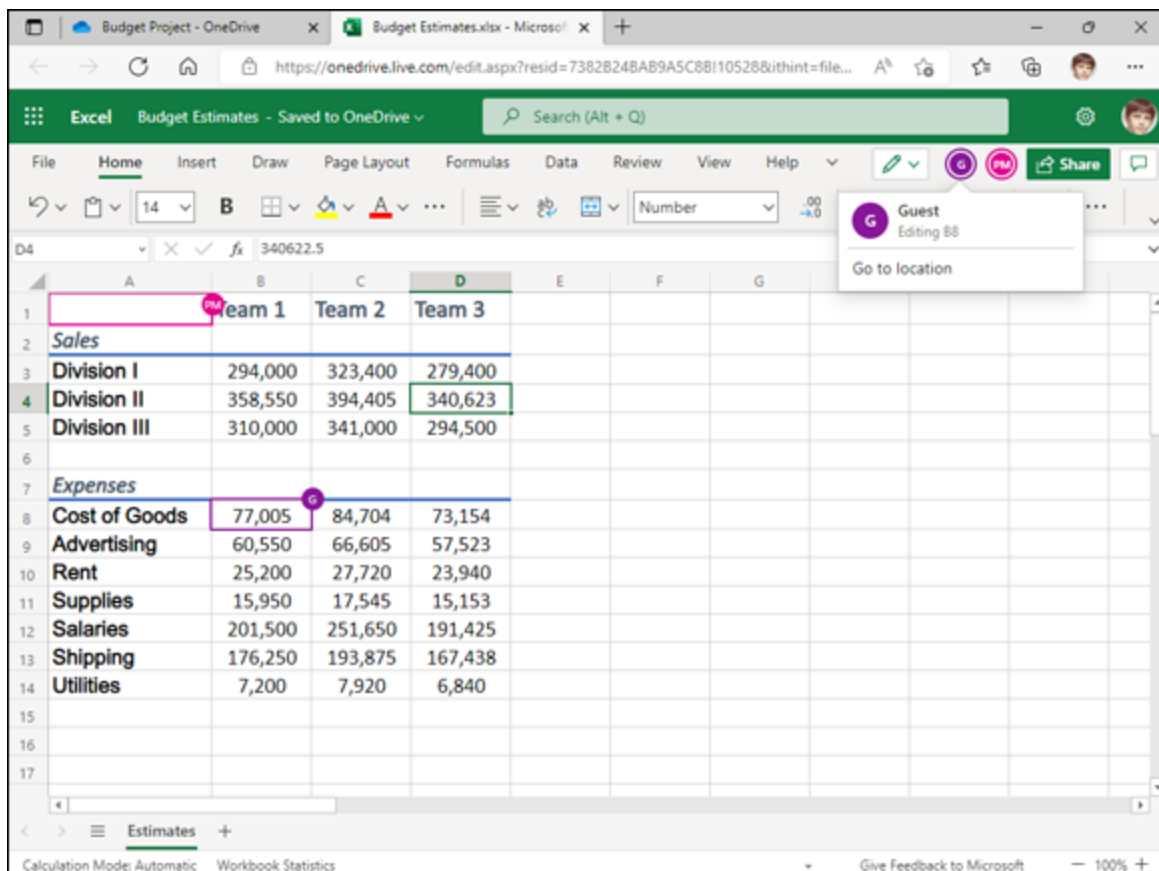 Budget Project - OneDrive
Budget Estimates.xlsx - Microsof
https://onedrive.live.com/edit.aspx?resid=7382B24BAB9A5C8B!10528&ithint=file...
Excel Budget Estimates - Saved to OneDrive
Search (Alt + Q)
File Home Insert Draw Page Layout Formulas Data Review View Help G PM Share
14 B A ... Number .00 →.0 ...
G Guest
Editing B8
Go to location
D4 fx 340622.5
A B C D E F G
1 PM Team 1 Team 2 Team 3
2 Sales
3 Division I 294,000 323,400 279,400
4 Division II 358,550 394,405 340,623
5 Division III 310,000 341,000 294,500
6
7 Expenses
G
8 Cost of Goods 77,005 84,704 73,154
9 Advertising 60,550 66,605 57,523
10 Rent 25,200 27,720 23,940
11 Supplies 15,950 17,545 15,153
12 Salaries 201,500 251,650 191,425
13 Shipping 176,250 193,875 167,438
14 Utilities 7,200 7,920 6,840
15
16
17
Estimates
Calculation Mode: Automatic Workbook Statistics Give Feedback to Microsoft 100%